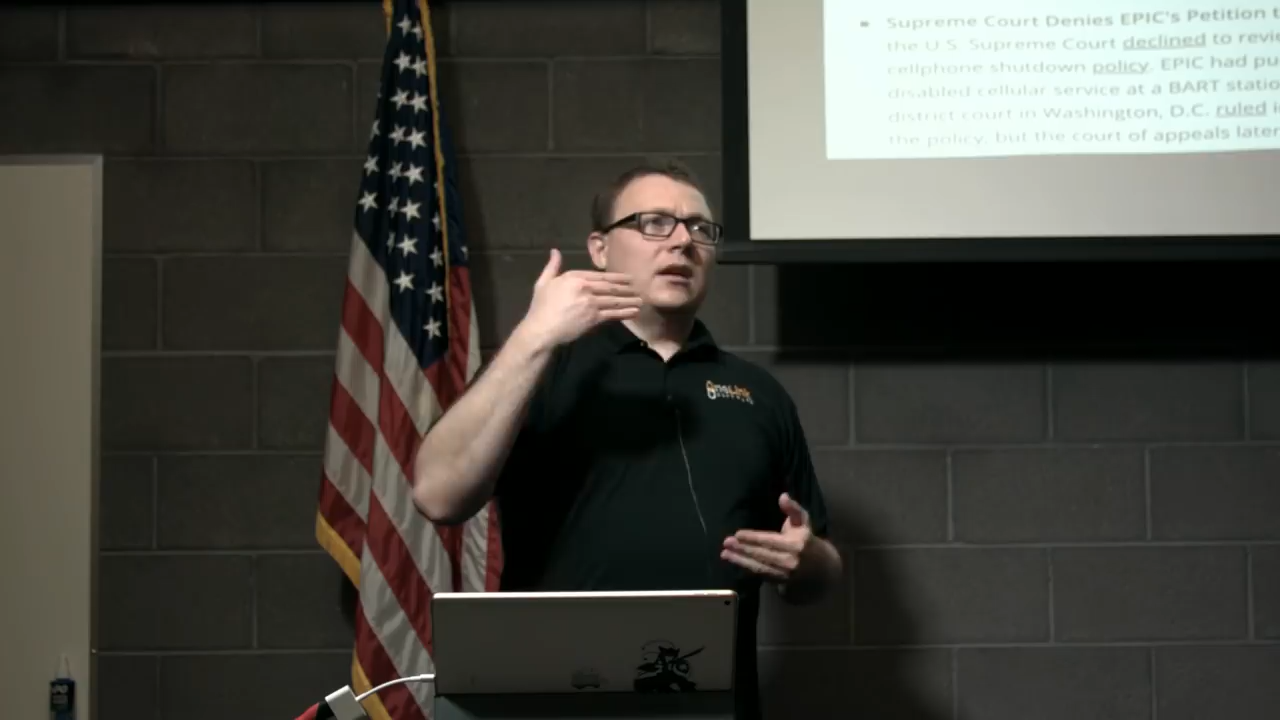 Supreme Court Denies EPIC's Petition t
the U.S. Supreme Court declined to revie
cellphone shutdown policy. EPIC had pu
disabled cellular service at a BART statio
district court in Washington, D.C. ruled i
the policy, but the court of appeals later
OneLink